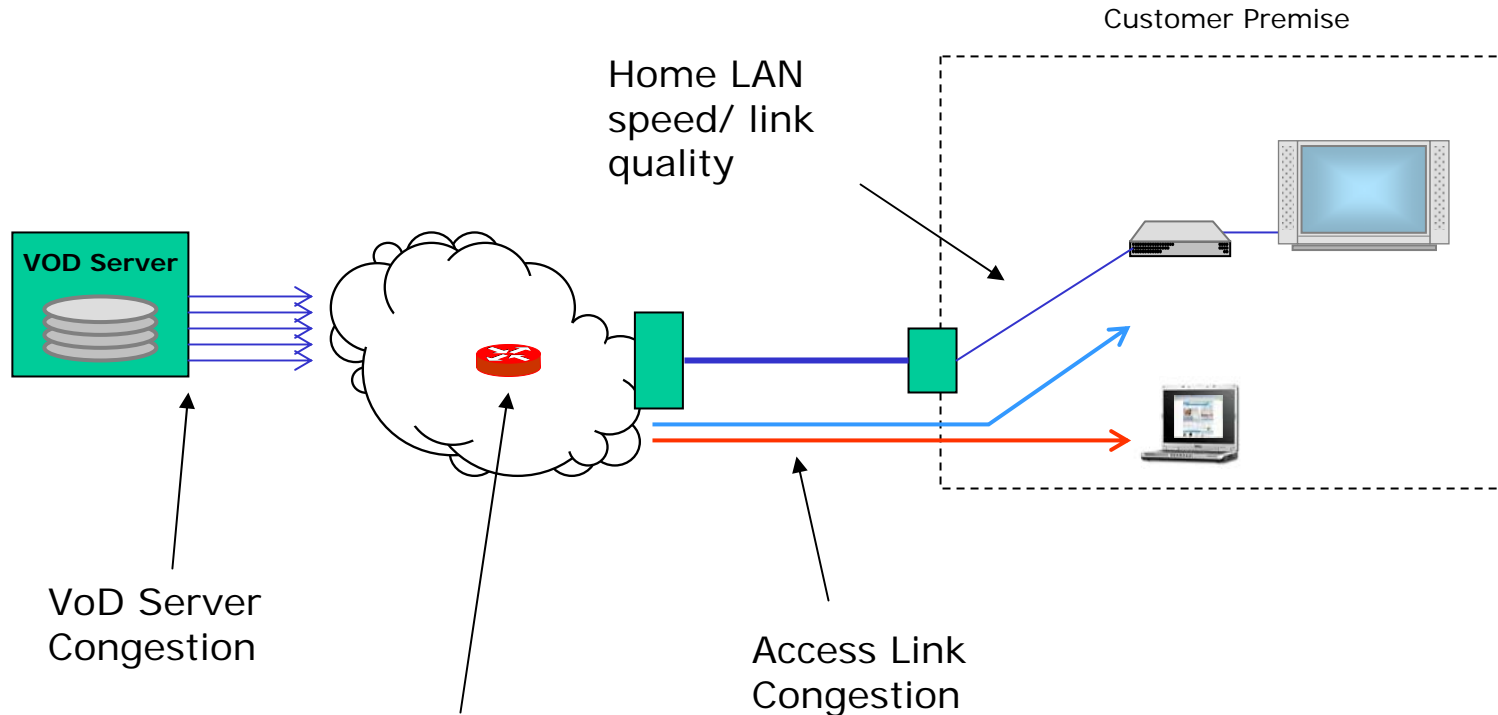 Customer Premise
Home LAN
speed/ link
quality
VOD Server
VoD Server
Congestion
Access Link
Congestion